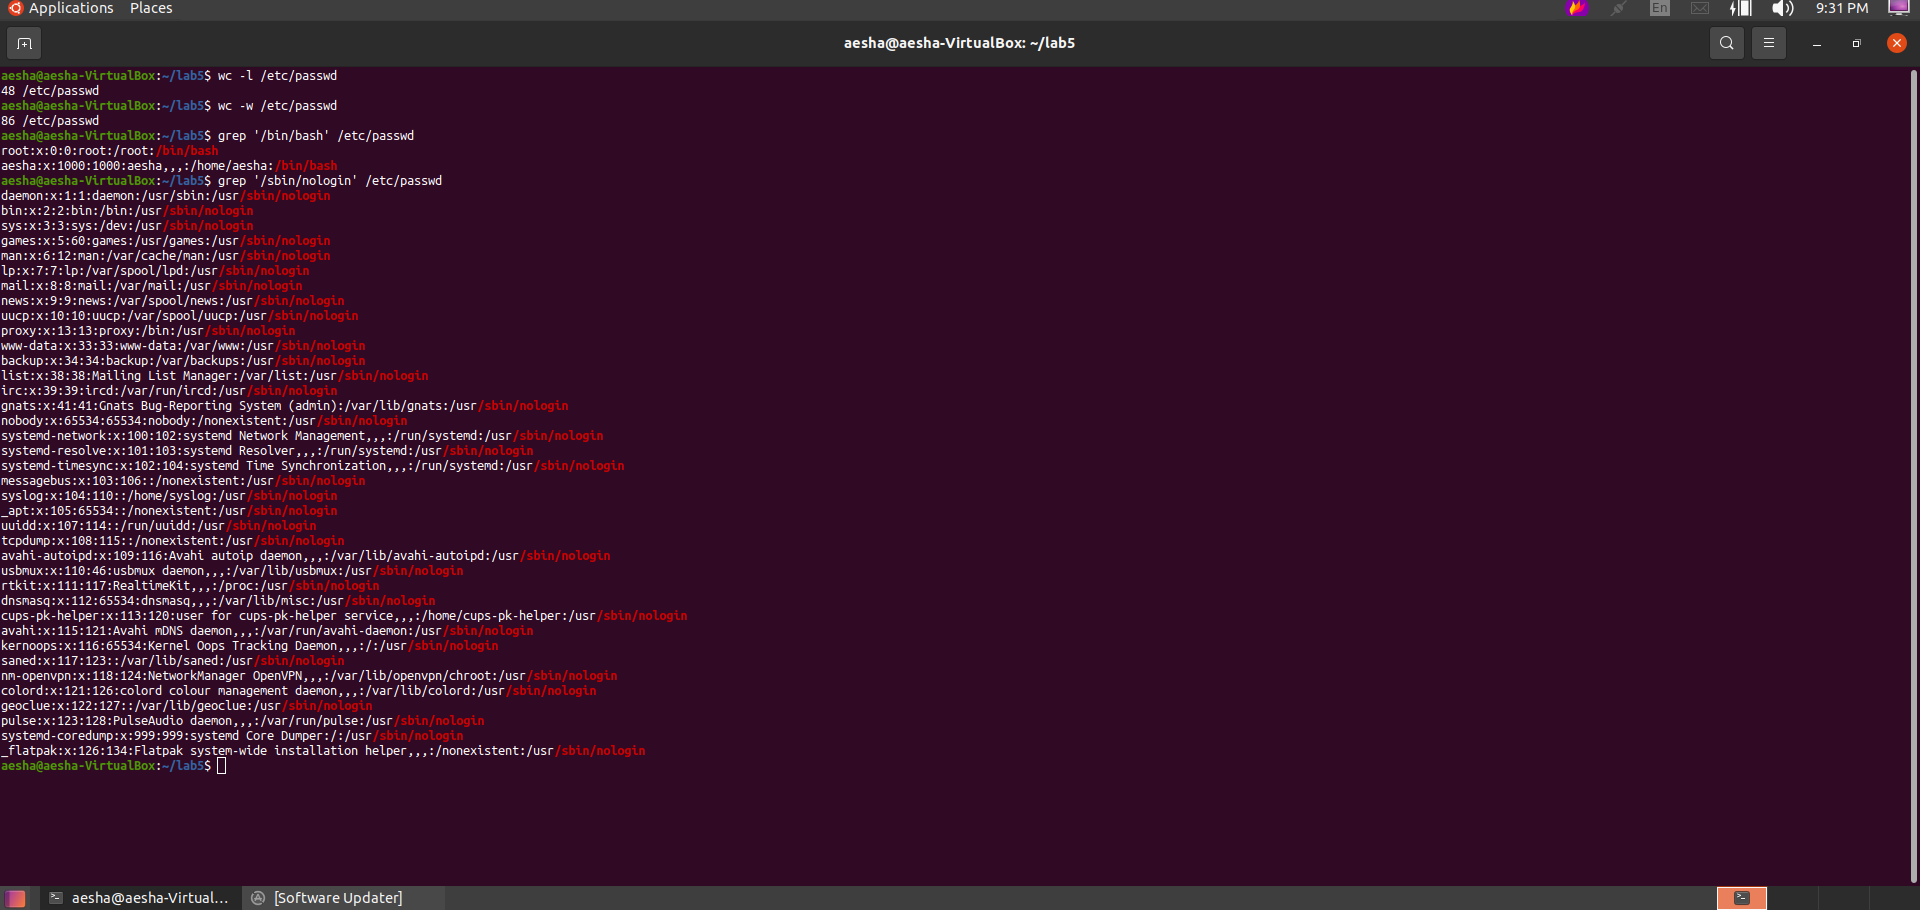 Applications Places En 9:31 PM
aesha@aesha-VirtualBox: ~/lab5
aesha@aesha-VirtualBox:~/lab5$ wc -l /etc/passwd
48 /etc/passwd
aesha@aesha-VirtualBox:~/lab5$ wc -w /etc/passwd
86 /etc/passwd
aesha@aesha-VirtualBox:~/lab5$ grep '/bin/bash' /etc/passwd
root:x:0:0:root:/root:/bin/bash
aesha:x:1000:1000:aesha,,,:/home/aesha:/bin/bash
aesha@aesha-VirtualBox:~/lab5$ grep '/sbin/nologin' /etc/passwd
daemon:x:1:1:daemon:/usr/sbin:/usr/sbin/nologin
bin:x:2:2:bin:/bin:/usr/sbin/nologin
sys:x:3:3:sys:/dev:/usr/sbin/nologin
games:x:5:60:games:/usr/games:/usr/sbin/nologin
man:x:6:12:man:/var/cache/man:/usr/sbin/nologin
lp:x:7:7:lp:/var/spool/lpd:/usr/sbin/nologin
mail:x:8:8:mail:/var/mail:/usr/sbin/nologin
news:x:9:9:news:/var/spool/news:/usr/sbin/nologin
uucp:x:10:10:uucp:/var/spool/uucp:/usr/sbin/nologin
proxy:x:13:13:proxy:/bin:/usr/sbin/nologin
www-data:x:33:33:www-data:/var/www:/usr/sbin/nologin
backup:x:34:34:backup:/var/backups:/usr/sbin/nologin
list:x:38:38:Mailing List Manager:/var/list:/usr/sbin/nologin
irc:x:39:39:ircd:/var/run/ircd:/usr/sbin/nologin
gnats:x:41:41:Gnats Bug-Reporting System (admin):/var/lib/gnats:/usr/sbin/nologin
nobody:x:65534:65534:nobody:/nonexistent:/usr/sbin/nologin
systemd-network:x:100:102:systemd Network Management,,,:/run/systemd:/usr/sbin/nologin
systemd-resolve:x:101:103:systemd Resolver,,,:/run/systemd:/usr/sbin/nologin
systemd-timesync:x:102:104:systemd Time Synchronization,,,:/run/systemd:/usr/sbin/nologin
messagebus:x:103:106::/nonexistent:/usr/sbin/nologin
syslog:x:104:110::/home/syslog:/usr/sbin/nologin
_apt:x:105:65534::/nonexistent:/usr/sbin/nologin
uuidd:x:107:114::/run/uuidd:/usr/sbin/nologin
tcpdump:x:108:115::/nonexistent:/usr/sbin/nologin
avahi-autoipd:x:109:116:Avahi autoip daemon,,,:/var/lib/avahi-autoipd:/usr/sbin/nologin
usbmux:x:110:46:usbmux daemon,,,:/var/lib/usbmux:/usr/sbin/nologin
rtkit:x:111:117:RealtimeKit,,,:/proc:/usr/sbin/nologin
dnsmasq:x:112:65534:dnsmasq,,,:/var/lib/misc:/usr/sbin/nologin
cups-pk-helper:x:113:120:user for cups-pk-helper service,,,:/home/cups-pk-helper:/usr/sbin/nologin
avahi:x:115:121:Avahi mDNS daemon,,,:/var/run/avahi-daemon:/usr/sbin/nologin
kernoops:x:116:65534:Kernel Oops Tracking Daemon,,,:/:/usr/sbin/nologin
saned:x:117:123::/var/lib/saned:/usr/sbin/nologin
nm-openvpn:x:118:124:NetworkManager OpenVPN,,,:/var/lib/openvpn/chroot:/usr/sbin/nologin
colord:x:121:126:colord colour management daemon,,,:/var/lib/colord:/usr/sbin/nologin
geoclue:x:122:127::/var/lib/geoclue:/usr/sbin/nologin
pulse:x:123:128:PulseAudio daemon,,,:/var/run/pulse:/usr/sbin/nologin
systemd-coredump:x:999:999:systemd Core Dumper:/:/usr/sbin/nologin
_flatpak:x:126:134:Flatpak system-wide installation helper,,,:/nonexistent:/usr/sbin/nologin
aesha@aesha-VirtualBox:~/lab5$
aesha@aesha-Virtual... [Software Updater]